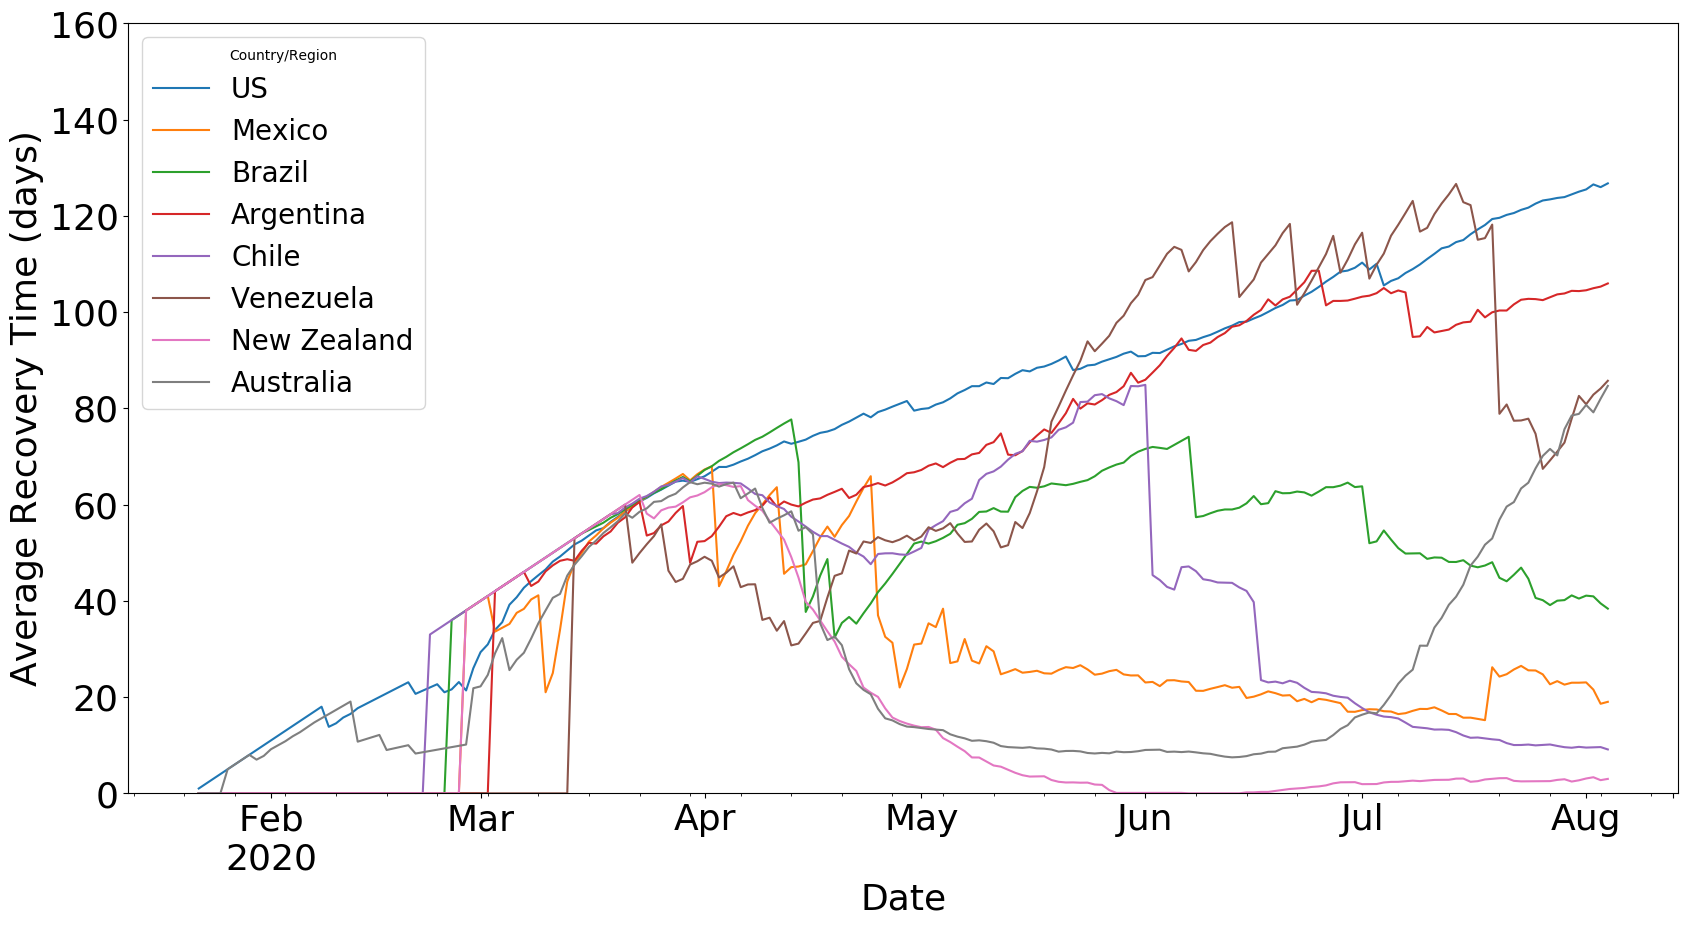 Average Recovery Time (days)
160
140
120
100
80
60
40
20
0
Country/Region
US
Mexico
Brazil
Argentina
Chile
Venezuela
New Zealand
Australia
Feb Mar Apr May Jun Jul Aug
2020
Date